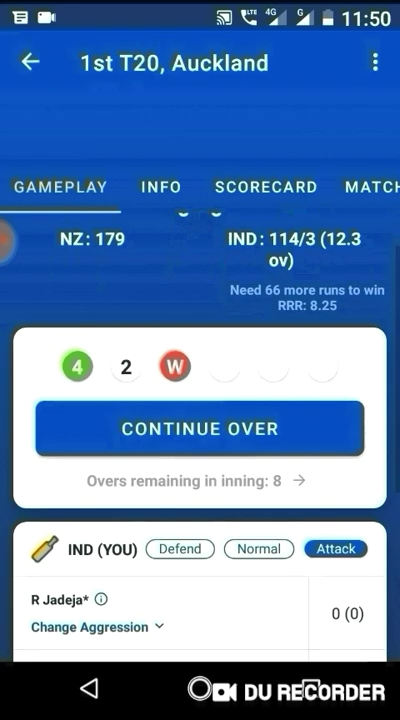 LTE 4G G 11:50
1st T20, Auckland
GAMEPLAY INFO SCORECARD MATCH
NZ: 179
IND: 114/3 (12.3
ov)
Need 66 more runs to win
RRR: 8.25
4 2 W
CONTINUE OVER
Overs remaining in inning: 8 →
IND (YOU) Defend Normal Attack
R Jadeja*
Change Aggression
0 (0)
DU RECORDER